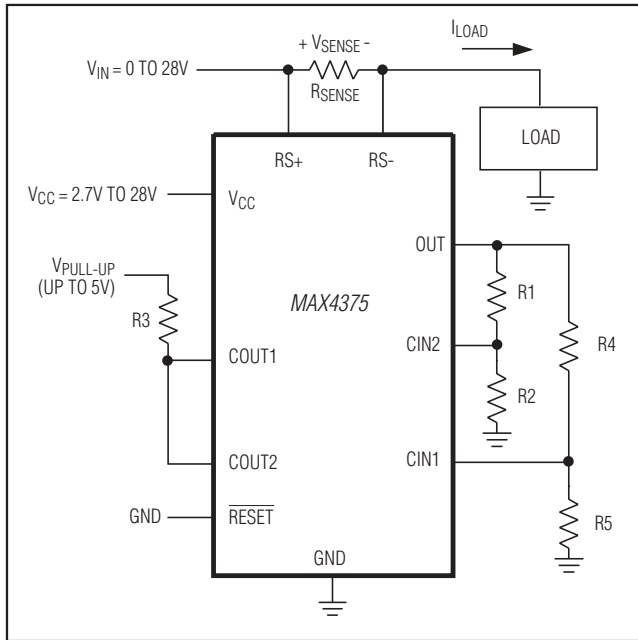 ILOAD
+ VSENSE -
VIN = 0 TO 28V
RSENSE
LOAD
RS+ RS-
VCC = 2.7V TO 28V
VCC
OUT
VPULL-UP
(UP TO 5V)
R1
MAX4375
R3
CIN2
R4
COUT1
R2
COUT2
CIN1
GND
RESET
R5
GND